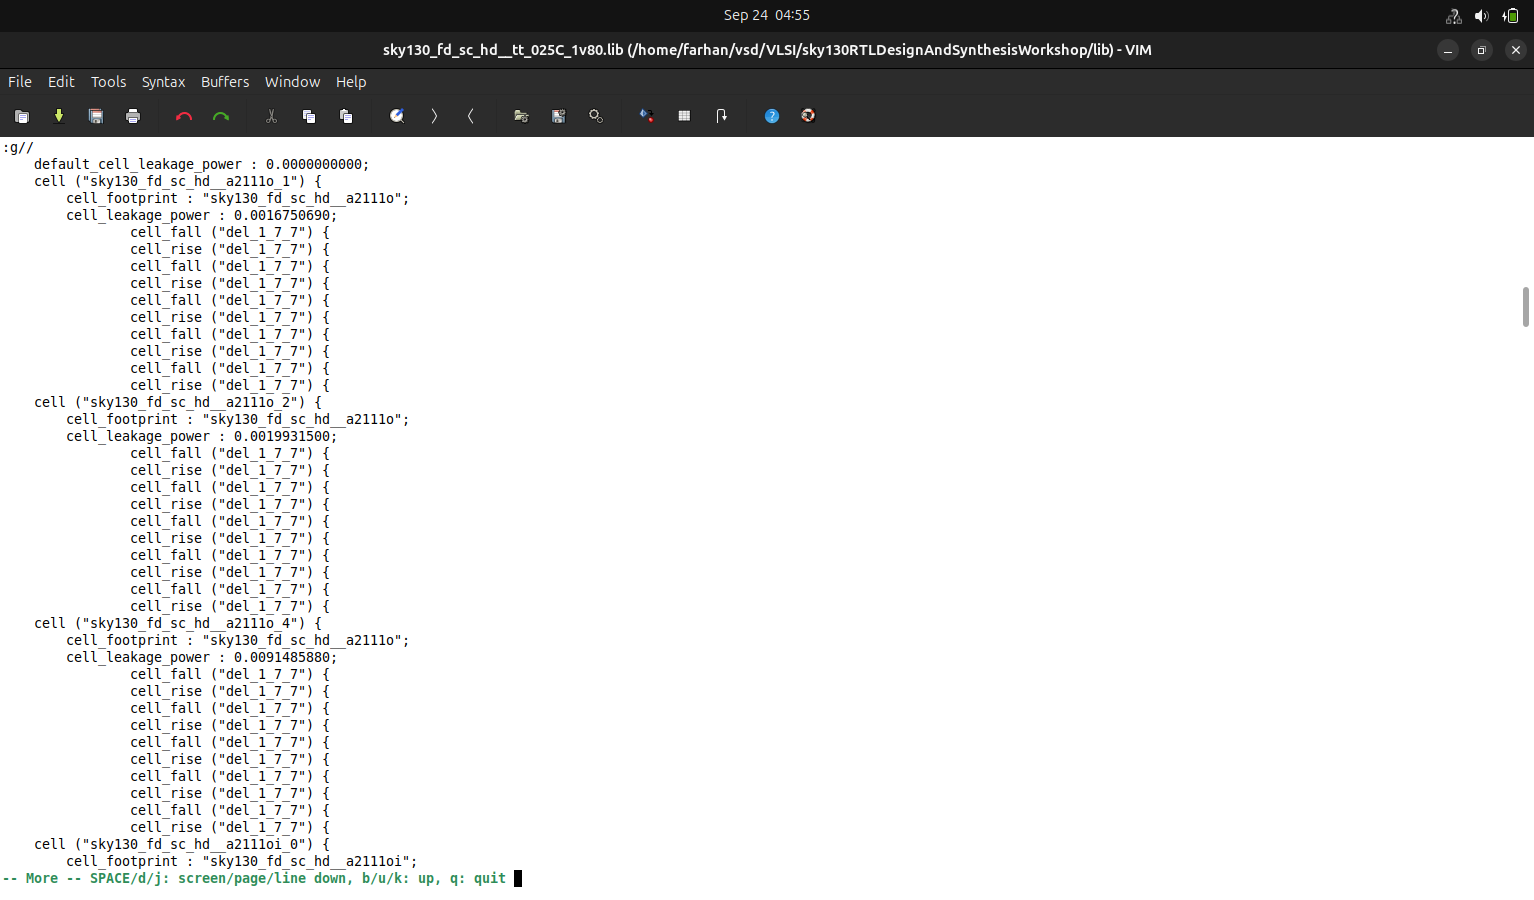 Sep 24 04:55
sky130_fd_sc_hd__tt_025C_1v80.lib (/home/farhan/vsd/VLSI/sky130RTLDesignAndSynthesisWorkshop/lib) - VIM
File Edit Tools Syntax Buffers Window Help
:g//
    default_cell_leakage_power : 0.0000000000;
    cell ("sky130_fd_sc_hd__a2111o_1") {
        cell_footprint : "sky130_fd_sc_hd__a2111o";
        cell_leakage_power : 0.0016750690;
                cell_fall ("del_1_7_7") {
                cell_rise ("del_1_7_7") {
                cell_fall ("del_1_7_7") {
                cell_rise ("del_1_7_7") {
                cell_fall ("del_1_7_7") {
                cell_rise ("del_1_7_7") {
                cell_fall ("del_1_7_7") {
                cell_rise ("del_1_7_7") {
                cell_fall ("del_1_7_7") {
                cell_rise ("del_1_7_7") {
    cell ("sky130_fd_sc_hd__a2111o_2") {
        cell_footprint : "sky130_fd_sc_hd__a2111o";
        cell_leakage_power : 0.0019931500;
                cell_fall ("del_1_7_7") {
                cell_rise ("del_1_7_7") {
                cell_fall ("del_1_7_7") {
                cell_rise ("del_1_7_7") {
                cell_fall ("del_1_7_7") {
                cell_rise ("del_1_7_7") {
                cell_fall ("del_1_7_7") {
                cell_rise ("del_1_7_7") {
                cell_fall ("del_1_7_7") {
                cell_rise ("del_1_7_7") {
    cell ("sky130_fd_sc_hd__a2111o_4") {
        cell_footprint : "sky130_fd_sc_hd__a2111o";
        cell_leakage_power : 0.0091485880;
                cell_fall ("del_1_7_7") {
                cell_rise ("del_1_7_7") {
                cell_fall ("del_1_7_7") {
                cell_rise ("del_1_7_7") {
                cell_fall ("del_1_7_7") {
                cell_rise ("del_1_7_7") {
                cell_fall ("del_1_7_7") {
                cell_rise ("del_1_7_7") {
                cell_fall ("del_1_7_7") {
                cell_rise ("del_1_7_7") {
    cell ("sky130_fd_sc_hd__a2111oi_0") {
        cell_footprint : "sky130_fd_sc_hd__a2111oi";
-- More -- SPACE/d/j: screen/page/line down, b/u/k: up, q: quit